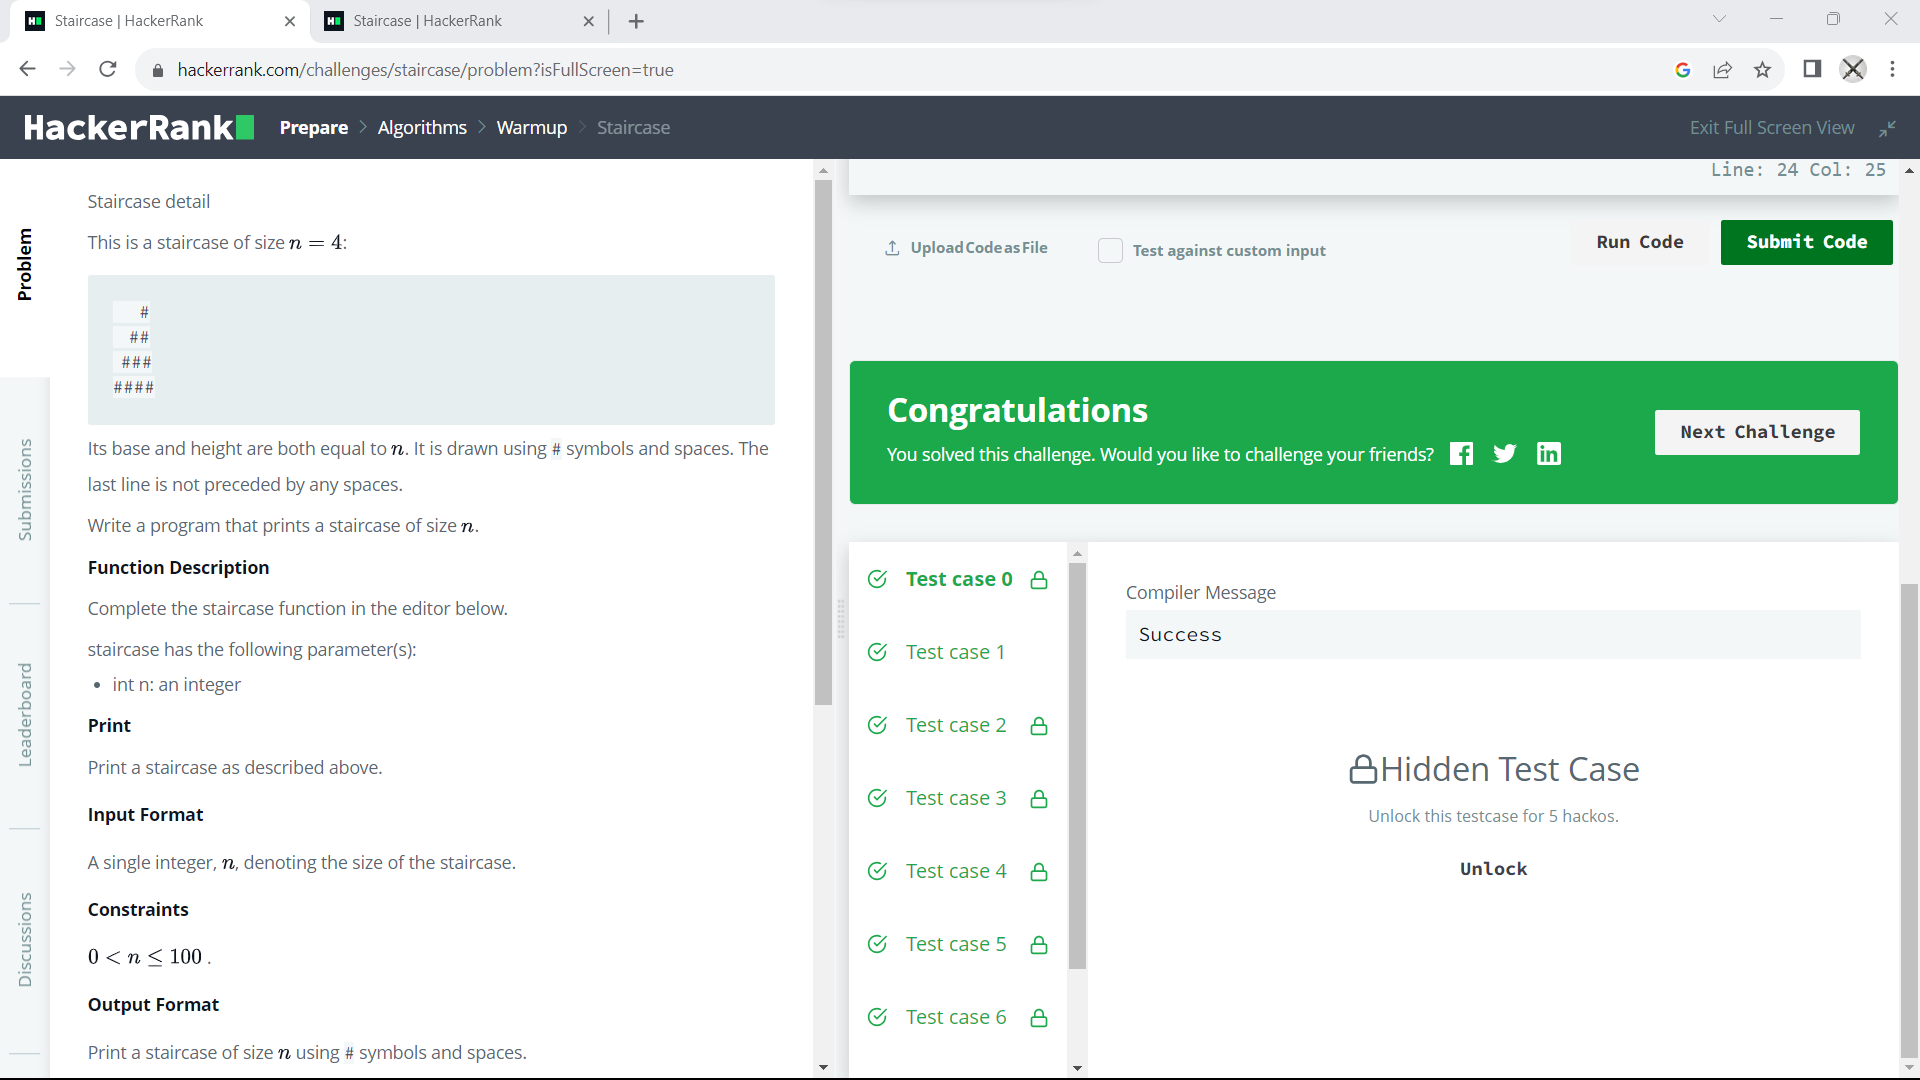 Staircase | HackerRank
Staircase | HackerRank
hackerrank.com/challenges/staircase/problem?isFullScreen=true
HackerRank
Prepare > Algorithms > Warmup > Staircase
Exit Full Screen View
Problem
Submissions
Leaderboard
Discussions
Staircase detail
This is a staircase of size n = 4:
   #
  ##
 ###
####
Its base and height are both equal to n. It is drawn using # symbols and spaces. The
last line is not preceded by any spaces.
Write a program that prints a staircase of size n.
Function Description
Complete the staircase function in the editor below.
staircase has the following parameter(s):
• int n: an integer
Print
Print a staircase as described above.
Input Format
A single integer, n, denoting the size of the staircase.
Constraints
0 < n ≤ 100 .
Output Format
Print a staircase of size n using # symbols and spaces.
Line: 24 Col: 25
Upload Code as File
Test against custom input
Run Code
Submit Code
Congratulations
You solved this challenge. Would you like to challenge your friends?
Next Challenge
Test case 0
Test case 1
Test case 2
Test case 3
Test case 4
Test case 5
Test case 6
Compiler Message
Success
Hidden Test Case
Unlock this testcase for 5 hackos.
Unlock